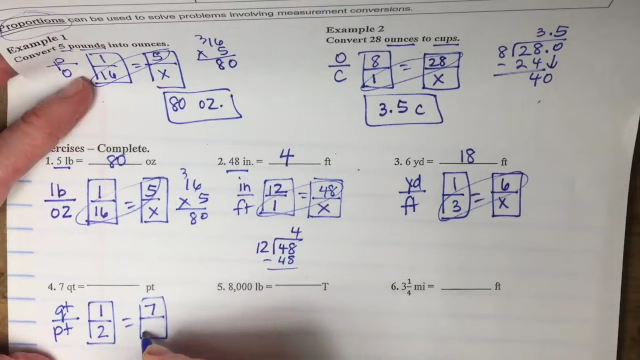 Proportions can be used to solve problems involving measurement conversions.
Example 1
Convert 5 pounds into ounces.
1 5
16 X
=
3
16
x 5
80
80 oz.
Example 2
Convert 28 ounces to cups.
O 8 = 28
C 1 X
3.5 c
3.5
8 28.0
- 24
40
ercises – Complete.
1. 5 lb = 80 oz
lb 1 = 5
oz 16 X
3
16
x 5
80
2. 48 in. = 4 ft
in 12 = 48
ft 1 X
4
12 48
- 48
3. 6 yd = 18 ft
yd 1 = 6
ft 3 X
4. 7 qt = pt
qt 1 = 7
pt 2
5. 8,000 lb = T
6. 3 1/4 mi = ft